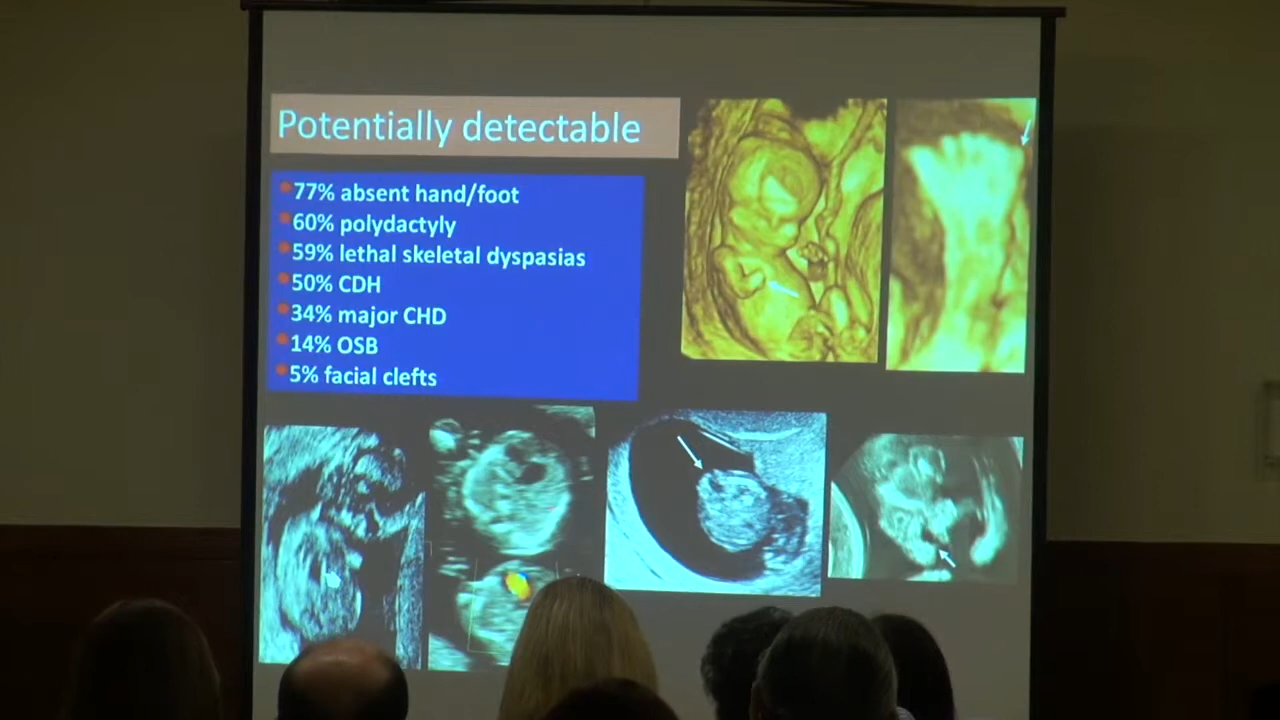 Potentially detectable
77% absent hand/foot
60% polydactyly
59% lethal skeletal dyspasias
50% CDH
34% major CHD
14% OSB
5% facial clefts